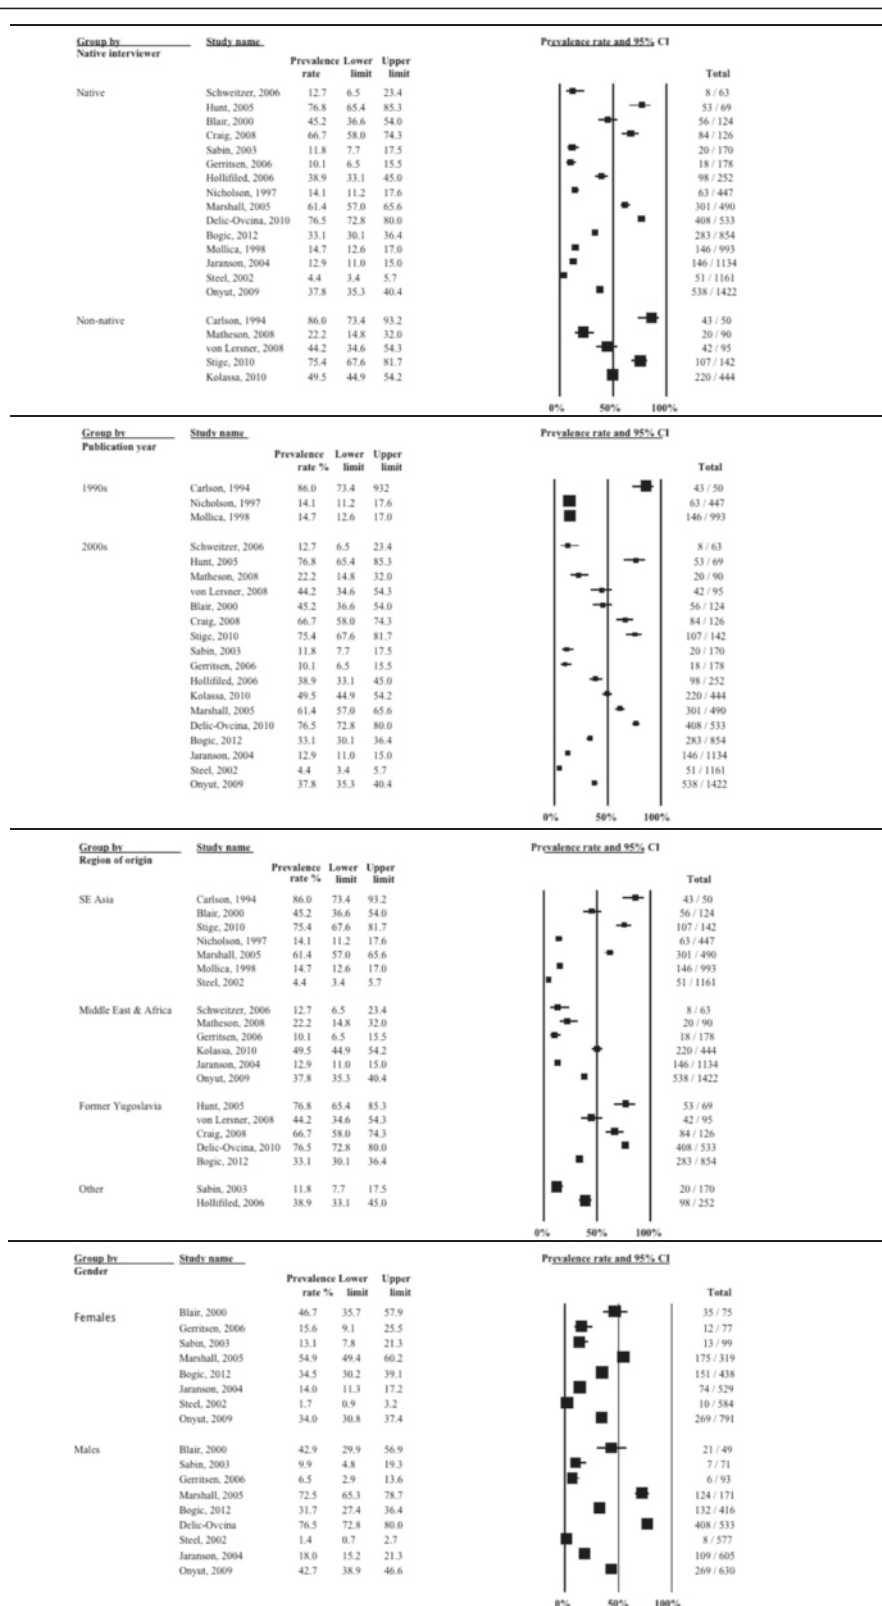 Group by Study name Prevalence rate and 95% CI
Native interviewer
Prevalence Lower Upper
rate limit limit Total
Native Schweitzer, 2006 12.7 6.5 23.4 8 / 63
Hunt, 2005 76.8 65.4 85.3 53 / 69
Blair, 2000 45.2 36.6 54.0 56 / 124
Craig, 2008 66.7 58.0 74.3 84 / 126
Sabin, 2003 11.8 7.7 17.5 20 / 170
Gerritsen, 2006 10.1 6.5 15.5 18 / 178
Hollifiled, 2006 38.9 33.1 45.0 98 / 252
Nicholson, 1997 14.1 11.2 17.6 63 / 447
Marshall, 2005 61.4 57.0 65.6 301 / 490
Delic-Ovcina, 2010 76.5 72.8 80.0 408 / 533
Bogic, 2012 33.1 30.1 36.4 283 / 854
Mollica, 1998 14.7 12.6 17.0 146 / 993
Jaranson, 2004 12.9 11.0 15.0 146 / 1134
Steel, 2002 4.4 3.4 5.7 51 / 1161
Onyut, 2009 37.8 35.3 40.4 538 / 1422
Non-native Carlson, 1994 86.0 73.4 93.2 43 / 50
Matheson, 2008 22.2 14.8 32.0 20 / 90
von Lersner, 2008 44.2 34.6 54.3 42 / 95
Stige, 2010 75.4 67.6 81.7 107 / 142
Kolassa, 2010 49.5 44.9 54.2 220 / 444
0% 50% 100%
Group by Study name Prevalence rate and 95% CI
Publication year
Prevalence Lower Upper
rate % limit limit Total
1990s Carlson, 1994 86.0 73.4 932 43 / 50
Nicholson, 1997 14.1 11.2 17.6 63 / 447
Mollica, 1998 14.7 12.6 17.0 146 / 993
2000s Schweitzer, 2006 12.7 6.5 23.4 8 / 63
Hunt, 2005 76.8 65.4 85.3 53 / 69
Matheson, 2008 22.2 14.8 32.0 20 / 90
von Lersner, 2008 44.2 34.6 54.3 42 / 95
Blair, 2000 45.2 36.6 54.0 56 / 124
Craig, 2008 66.7 58.0 74.3 84 / 126
Stige, 2010 75.4 67.6 81.7 107 / 142
Sabin, 2003 11.8 7.7 17.5 20 / 170
Gerritsen, 2006 10.1 6.5 15.5 18 / 178
Hollifiled, 2006 38.9 33.1 45.0 98 / 252
Kolassa, 2010 49.5 44.9 54.2 220 / 444
Marshall, 2005 61.4 57.0 65.6 301 / 490
Delic-Ovcina, 2010 76.5 72.8 80.0 408 / 533
Bogic, 2012 33.1 30.1 36.4 283 / 854
Jaranson, 2004 12.9 11.0 15.0 146 / 1134
Steel, 2002 4.4 3.4 5.7 51 / 1161
Onyut, 2009 37.8 35.3 40.4 538 / 1422
0% 50% 100%
Group by Study name Prevalence rate and 95% CI
Region of origin
Prevalence Lower Upper
rate % limit limit Total
SE Asia Carlson, 1994 86.0 73.4 93.2 43 / 50
Blair, 2000 45.2 36.6 54.0 56 / 124
Stige, 2010 75.4 67.6 81.7 107 / 142
Nicholson, 1997 14.1 11.2 17.6 63 / 447
Marshall, 2005 61.4 57.0 65.6 301 / 490
Mollica, 1998 14.7 12.6 17.0 146 / 993
Steel, 2002 4.4 3.4 5.7 51 / 1161
Middle East & Africa Schweitzer, 2006 12.7 6.5 23.4 8 / 63
Matheson, 2008 22.2 14.8 32.0 20 / 90
Gerritsen, 2006 10.1 6.5 15.5 18 / 178
Kolassa, 2010 49.5 44.9 54.2 220 / 444
Jaranson, 2004 12.9 11.0 15.0 146 / 1134
Onyut, 2009 37.8 35.3 40.4 538 / 1422
Former Yugoslavia Hunt, 2005 76.8 65.4 85.3 53 / 69
von Lersner, 2008 44.2 34.6 54.3 42 / 95
Craig, 2008 66.7 58.0 74.3 84 / 126
Delic-Ovcina, 2010 76.5 72.8 80.0 408 / 533
Bogic, 2012 33.1 30.1 36.4 283 / 854
Other Sabin, 2003 11.8 7.7 17.5 20 / 170
Hollifiled, 2006 38.9 33.1 45.0 98 / 252
0% 50% 100%
Group by Study name Prevalence rate and 95% CI
Gender
Prevalence Lower Upper
rate % limit limit Total
Females Blair, 2000 46.7 35.7 57.9 35 / 75
Gerritsen, 2006 15.6 9.1 25.5 12 / 77
Sabin, 2003 13.1 7.8 21.3 13 / 99
Marshall, 2005 54.9 49.4 60.2 175 / 319
Bogic, 2012 34.5 30.2 39.1 151 / 438
Jaranson, 2004 14.0 11.3 17.2 74 / 529
Steel, 2002 1.7 0.9 3.2 10 / 584
Onyut, 2009 34.0 30.8 37.4 269 / 791
Males Blair, 2000 42.9 29.9 56.9 21 / 49
Sabin, 2003 9.9 4.8 19.3 7 / 71
Gerritsen, 2006 6.5 2.9 13.6 6 / 93
Marshall, 2005 72.5 65.3 78.7 124 / 171
Bogic, 2012 31.7 27.4 36.4 132 / 416
Delic-Ovcina 76.5 72.8 80.0 408 / 533
Steel, 2002 1.4 0.7 2.7 8 / 577
Jaranson, 2004 18.0 15.2 21.3 109 / 605
Onyut, 2009 42.7 38.9 46.6 269 / 630
0% 50% 100%